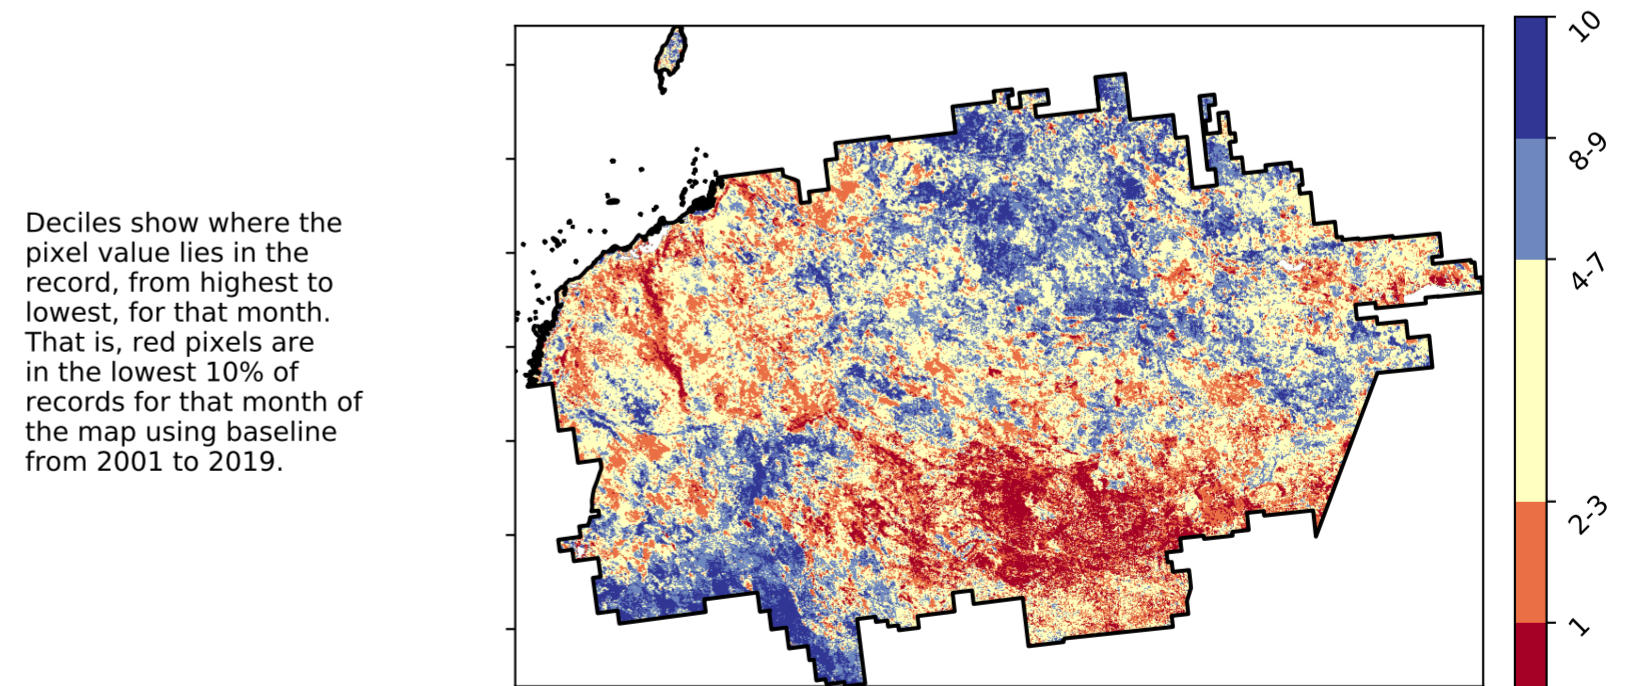 Deciles show where the
pixel value lies in the
record, from highest to
lowest, for that month.
That is, red pixels are
in the lowest 10% of
records for that month of
the map using baseline
from 2001 to 2019.
10
8-9
4-7
2-3
1